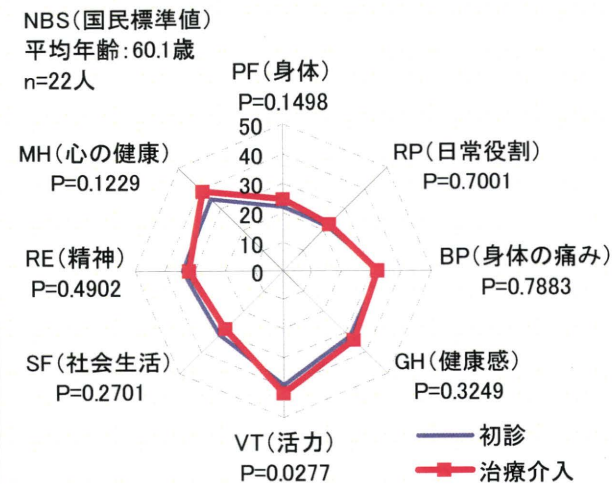 NBS(国民標準値)
平均年齢:60.1歳
n=22人
PF(身体)
P=0.1498
MH(心の健康)
P=0.1229
RP(日常役割)
P=0.7001
50
40
30
20
10
0
RE(精神)
P=0.4902
BP(身体の痛み)
P=0.7883
SF(社会生活)
P=0.2701
GH(健康感)
P=0.3249
VT(活力)
P=0.0277
初診
治療介入